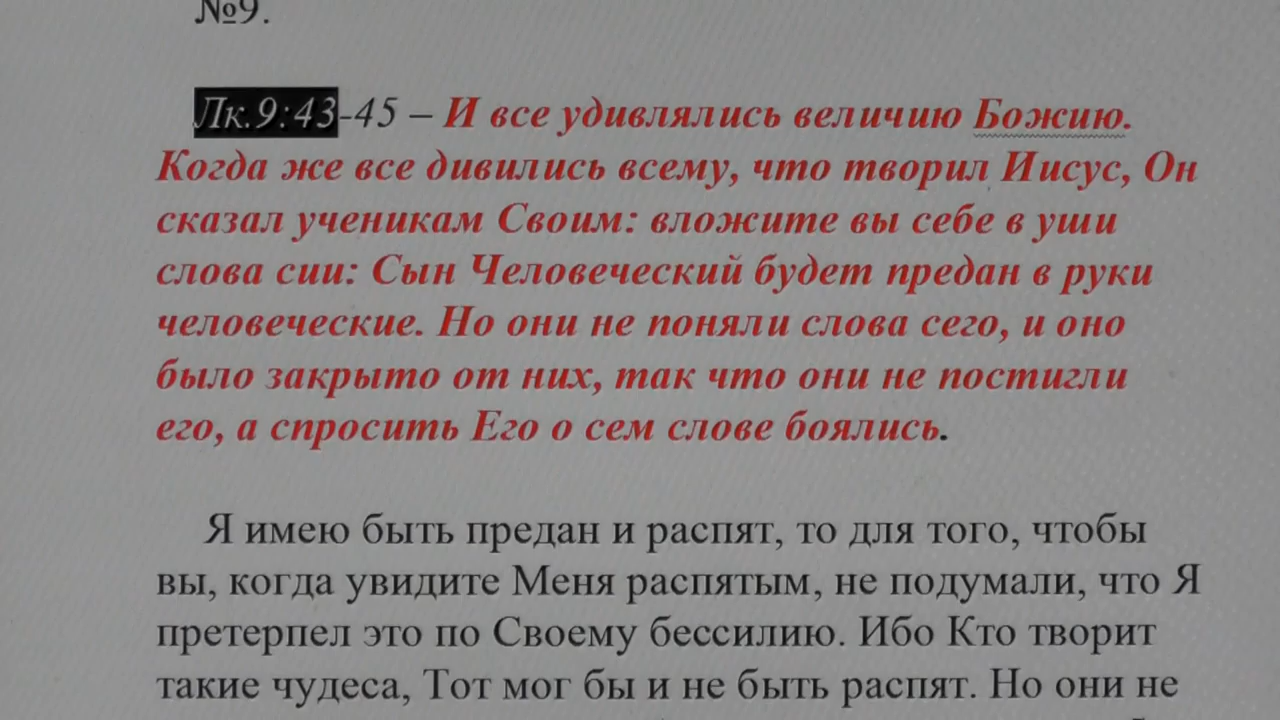 №9.
Лк.9:43-45 – И все удивлялись величию Божию.
Когда же все дивились всему, что творил Иисус, Он
сказал ученикам Своим: вложите вы себе в уши
слова сии: Сын Человеческий будет предан в руки
человеческие. Но они не поняли слова сего, и оно
было закрыто от них, так что они не постигли
его, а спросить Его о сем слове боялись.
Я имею быть предан и распят, то для того, чтобы
вы, когда увидите Меня распятым, не подумали, что Я
претерпел это по Своему бессилию. Ибо Кто творит
такие чудеса, Тот мог бы и не быть распят. Но они не